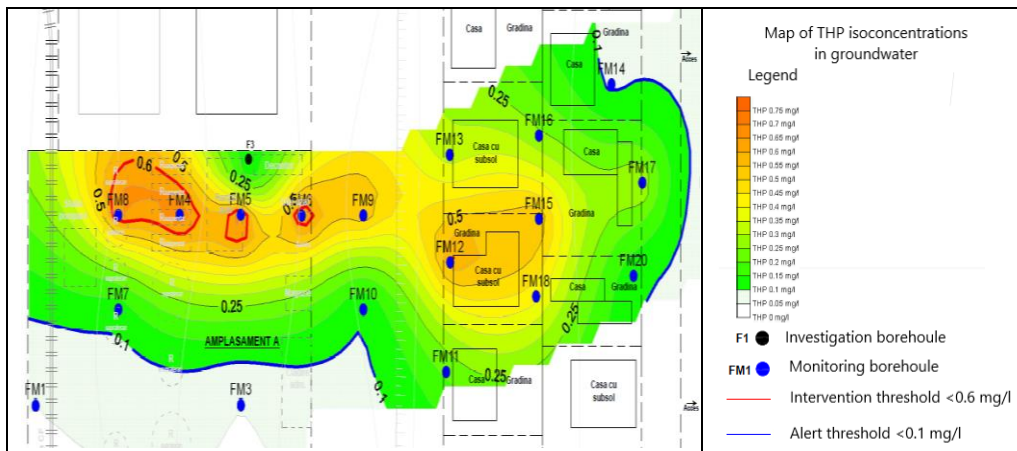 Casa
Gradina
Gradina
Casa
0.1
Acces
FM14
0.25
FM13
FM16
F3
0.6
0.5
0.25
Casa cu
subsol
Casa
FM17
0.5
FM8
FM4
FM5
FM6
FM9
0.5
Gradina
FM15
Gradina
FM12
Casa cu
subsol
FM18
FM20
Casa
Gradina
FM7
0.25
FM10
0.25
0.1
AMPLASAMENT A
FM11
Casa
0.25
Gradina
Casa cu
subsol
0.1
FM1
FM3
Acces
Map of THP isoconcentrations
in groundwater
Legend
THP 0.75 mg/l
THP 0.7 mg/l
THP 0.65 mg/l
THP 0.6 mg/l
THP 0.55 mg/l
THP 0.5 mg/l
THP 0.45 mg/l
THP 0.4 mg/l
THP 0.35 mg/l
THP 0.3 mg/l
THP 0.25 mg/l
THP 0.2 mg/l
THP 0.15 mg/l
THP 0.1 mg/l
THP 0.05 mg/l
THP 0 mg/l
F1 Investigation borehoule
FM1 Monitoring borehoule
Intervention threshold <0.6 mg/l
Alert threshold <0.1 mg/l